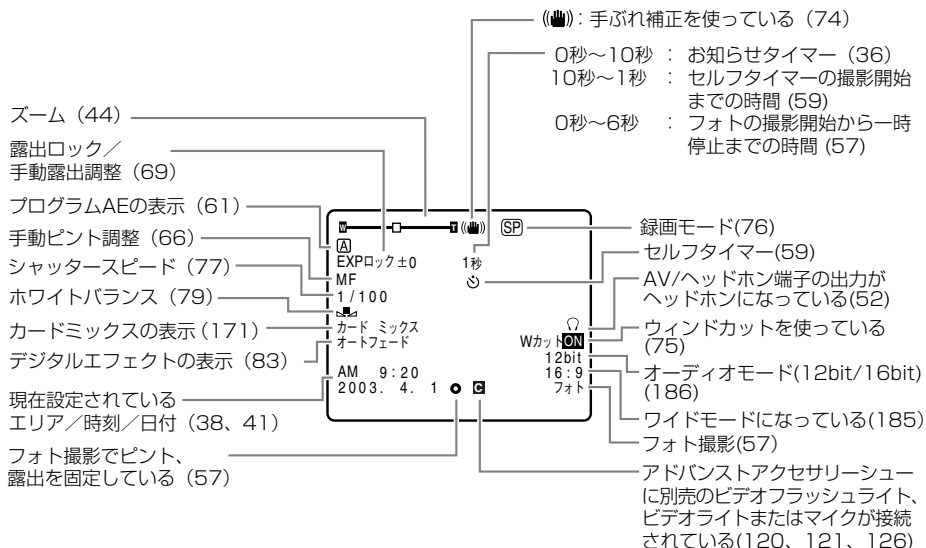 ((🖐)): 手ぶれ補正を使っている（74）
0秒～10秒 ： お知らせタイマー（36）
10秒～1秒 ： セルフタイマーの撮影開始
までの時間 (59)
0秒～6秒 ： フォトの撮影開始から一時
停止までの時間 (57)
ズーム（44）
露出ロック／
手動露出調整（69）
プログラムAEの表示（61）
手動ピント調整（66）
シャッタースピード（77）
ホワイトバランス（79）
カードミックスの表示（171）
デジタルエフェクトの表示（83）
現在設定されている
エリア／時刻／日付（38、41）
フォト撮影でピント、
露出を固定している（57）
W T ((🖐)) SP
A
EXPロック±0 1秒
MF
1/100
カード ミックス
オートフェード
WカットON
12bit
AM 9:20 16:9
2003. 4. 1 C フォト
録画モード(76)
セルフタイマー(59)
AV/ヘッドホン端子の出力が
ヘッドホンになっている(52)
ウィンドカットを使っている
(75)
オーディオモード(12bit/16bit)
(186)
ワイドモードになっている(185)
フォト撮影(57)
アドバンストアクセサリーシュー
に別売のビデオフラッシュライト、
ビデオライトまたはマイクが接続
されている(120、121、126)